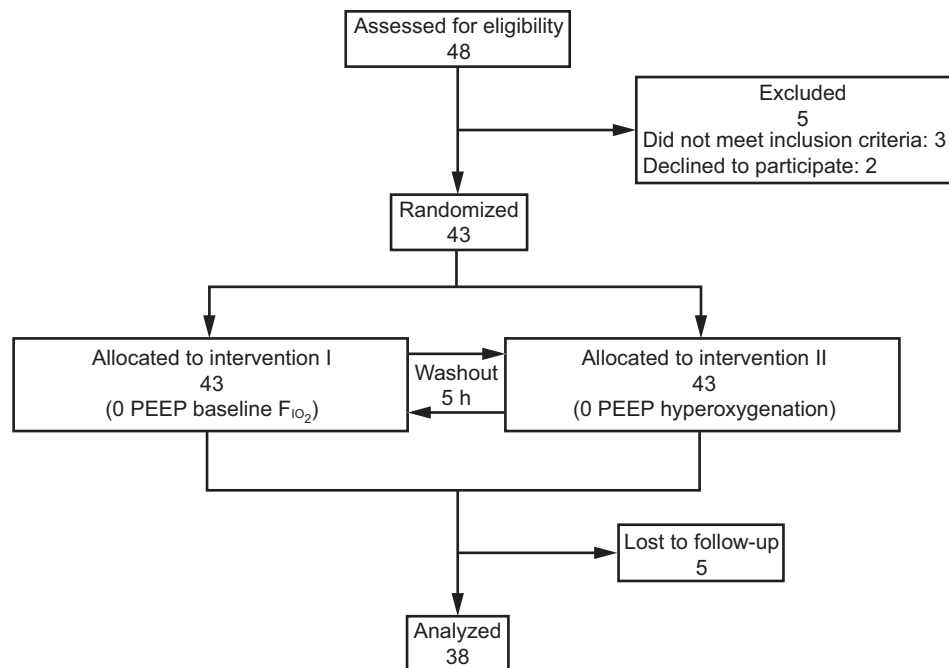 Assessed for eligibility
48
Excluded
5
Did not meet inclusion criteria: 3
Declined to participate: 2
Randomized
43
Allocated to intervention I
43
(0 PEEP baseline FIO2)
Washout
5 h
Allocated to intervention II
43
(0 PEEP hyperoxygenation)
Lost to follow-up
5
Analyzed
38